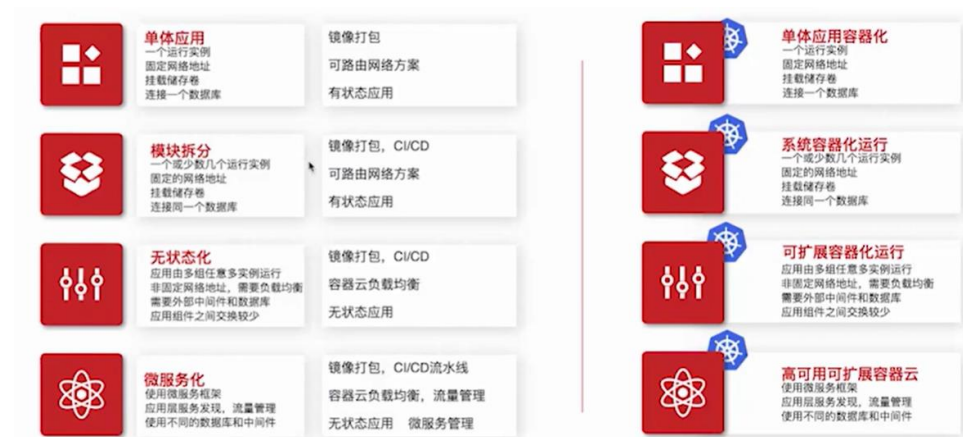 单体应用
一个运行实例
固定网络地址
挂载储存卷
连接一个数据库
镜像打包
可路由网络方案
有状态应用
单体应用容器化
一个运行实例
固定网络地址
挂载储存卷
连接一个数据库
模块拆分
一个或少数几个运行实例
固定的网络地址
挂载储存卷
连接同一个数据库
镜像打包，CI/CD
可路由网络方案
有状态应用
系统容器化运行
一个或少数几个运行实例
固定的网络地址
挂载储存卷
连接同一个数据库
无状态化
应用由多组任意多实例运行
非固定网络地址，需要负载均衡
需要外部中间件和数据库
应用组件之间交换较少
镜像打包，CI/CD
容器云负载均衡
无状态应用
可扩展容器化运行
应用由多组任意多实例运行
非固定网络地址，需要负载均衡
需要外部中间件和数据库
应用组件之间交换较少
微服务化
使用微服务框架
应用层服务发现，流量管理
使用不同的数据库和中间件
镜像打包，CI/CD流水线
容器云负载均衡，流量管理
无状态应用 微服务管理
高可用可扩展容器云
使用微服务框架
应用层服务发现，流量管理
使用不同的数据库和中间件